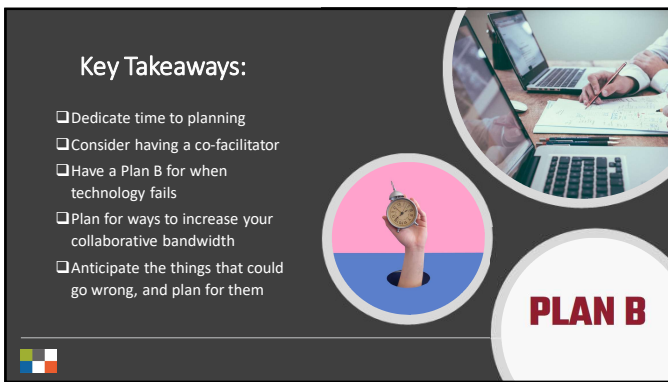 Key Takeaways:
❑Dedicate time to planning
❑Consider having a co-facilitator
❑Have a Plan B for when
technology fails
❑Plan for ways to increase your
collaborative bandwidth
❑Anticipate the things that could
go wrong, and plan for them
PLAN B